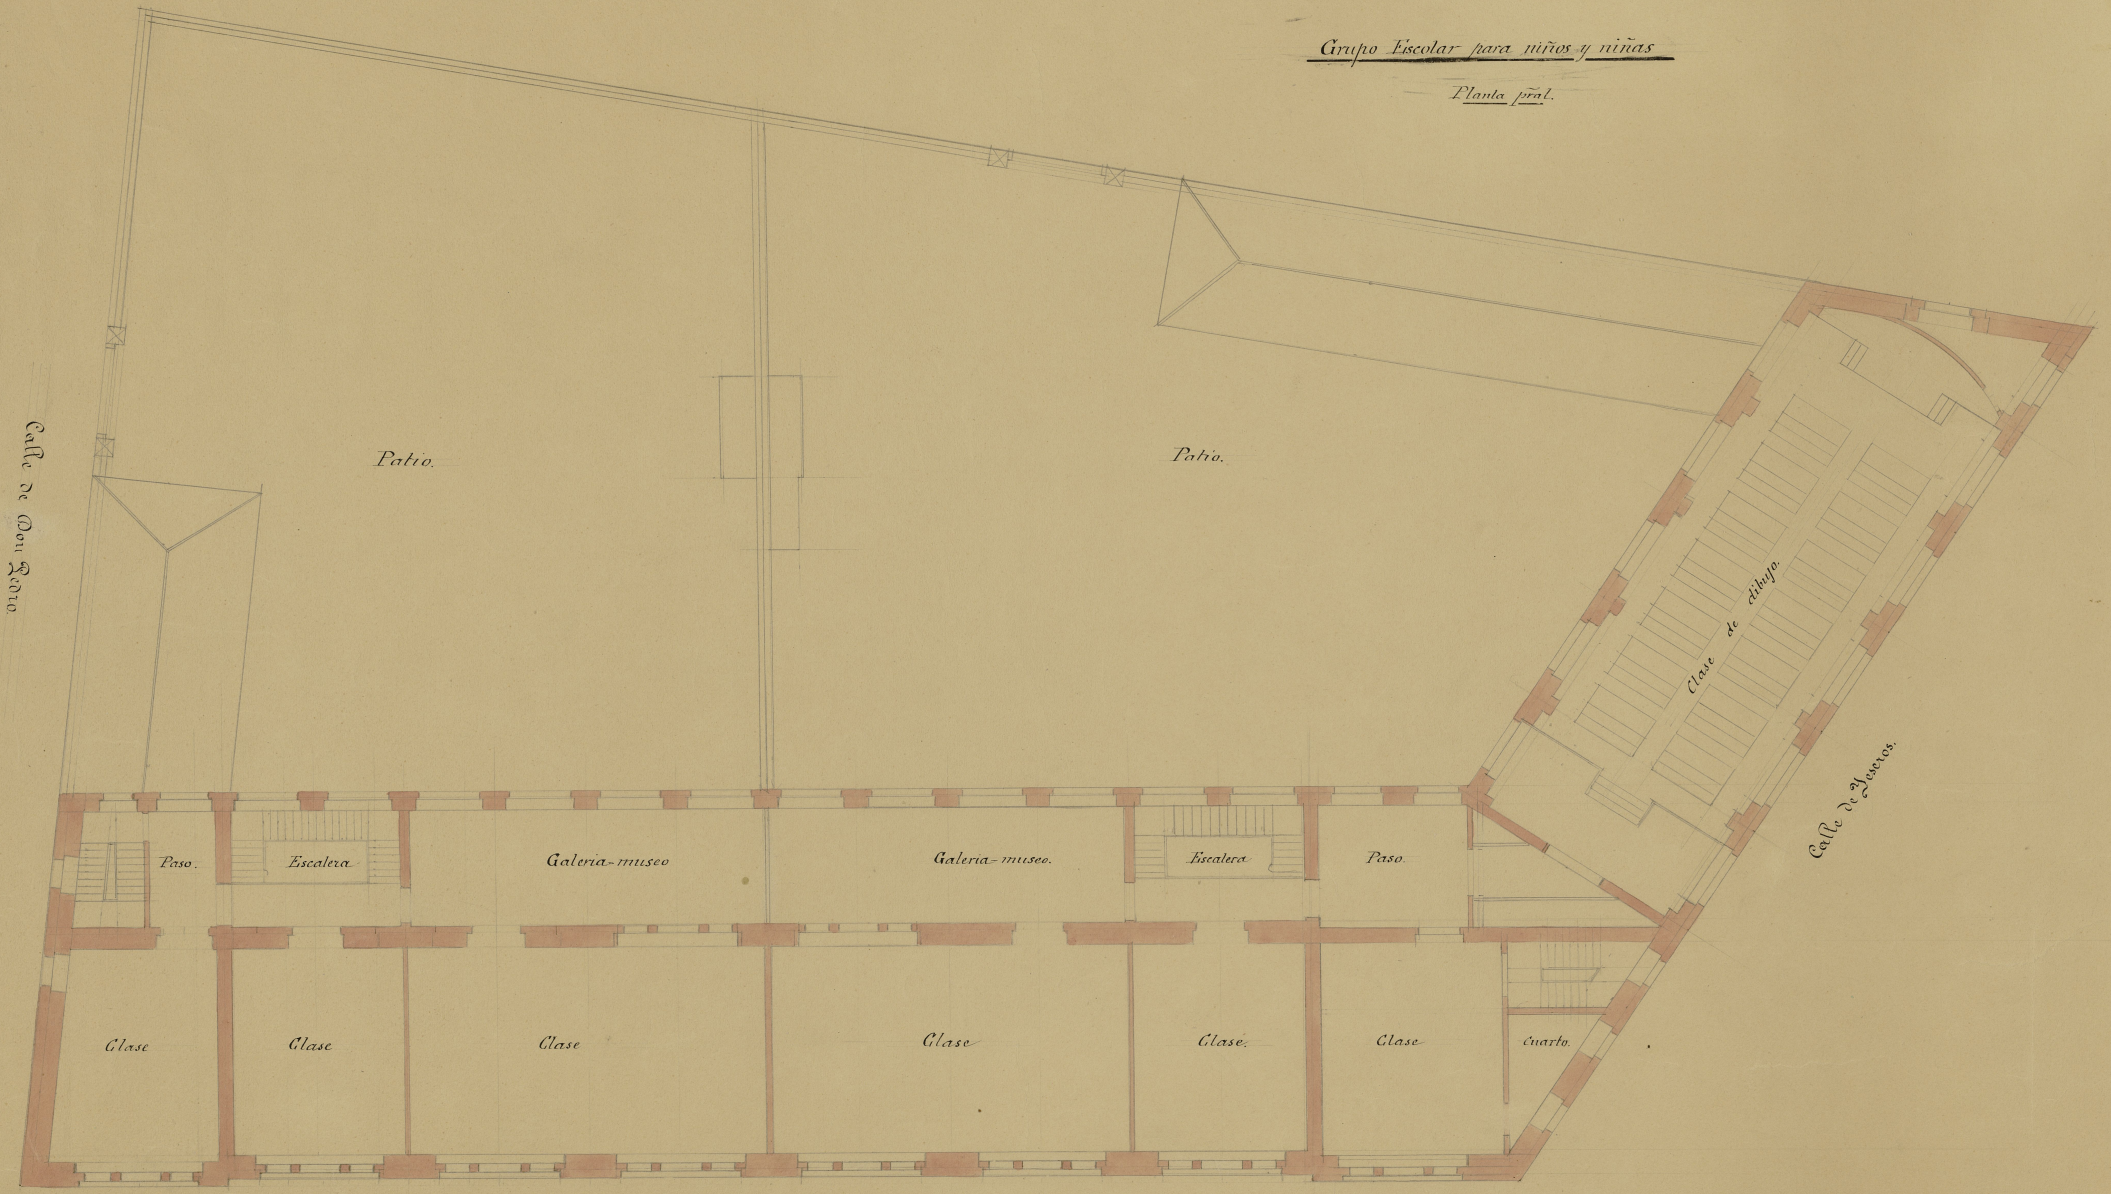 Grupo Escolar para niños y niñas
Planta p̃ral.
Calle de Don Pedro.
Patio.
Patio.
Clase de dibujo.
Calle de Yeseros.
Paso.
Escalera
Galeria-museo
Galeria-museo.
Escalera
Paso.
Clase
Clase
Clase
Clase
Clase.
Clase
Cuarto.